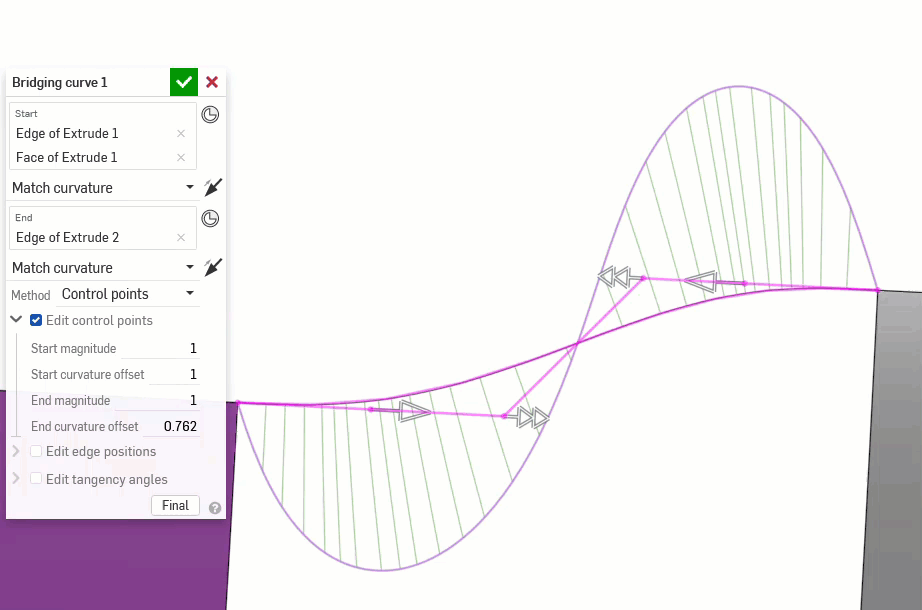 Bridging curve 1
Start
Edge of Extrude 1
Face of Extrude 1
Match curvature
End
Edge of Extrude 2
Match curvature
Method Control points
Edit control points
Start magnitude 1
Start curvature offset 1
End magnitude 1
End curvature offset 0.762
Edit edge positions
Edit tangency angles
Final